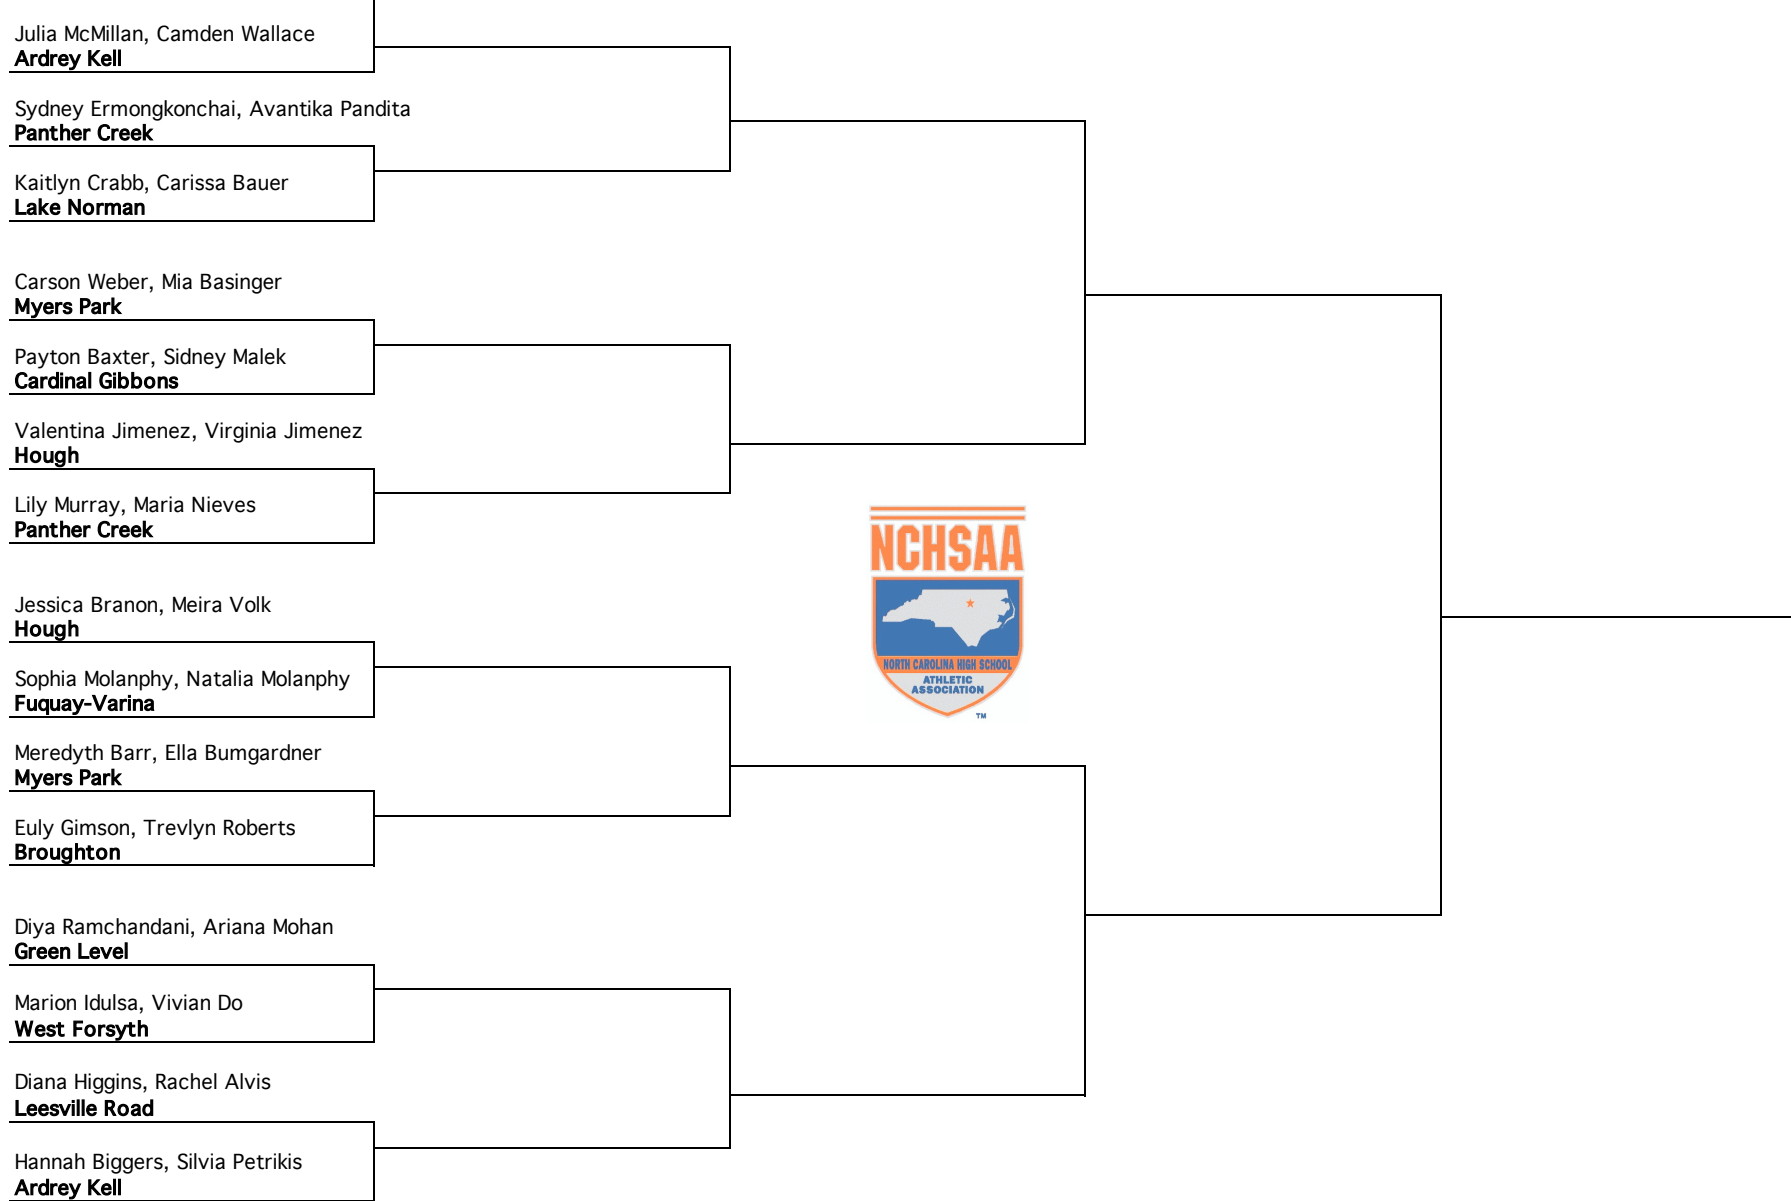 Julia McMillan, Camden Wallace
Ardrey Kell
Sydney Ermongkonchai, Avantika Pandita
Panther Creek
Kaitlyn Crabb, Carissa Bauer
Lake Norman
Carson Weber, Mia Basinger
Myers Park
Payton Baxter, Sidney Malek
Cardinal Gibbons
Valentina Jimenez, Virginia Jimenez
Hough
Lily Murray, Maria Nieves
Panther Creek
NCHSAA
NORTH CAROLINA HIGH SCHOOL
ATHLETIC
ASSOCIATION
TM
Jessica Branon, Meira Volk
Hough
Sophia Molanphy, Natalia Molanphy
Fuquay-Varina
Meredyth Barr, Ella Bumgardner
Myers Park
Euly Gimson, Trevlyn Roberts
Broughton
Diya Ramchandani, Ariana Mohan
Green Level
Marion Idulsa, Vivian Do
West Forsyth
Diana Higgins, Rachel Alvis
Leesville Road
Hannah Biggers, Silvia Petrikis
Ardrey Kell